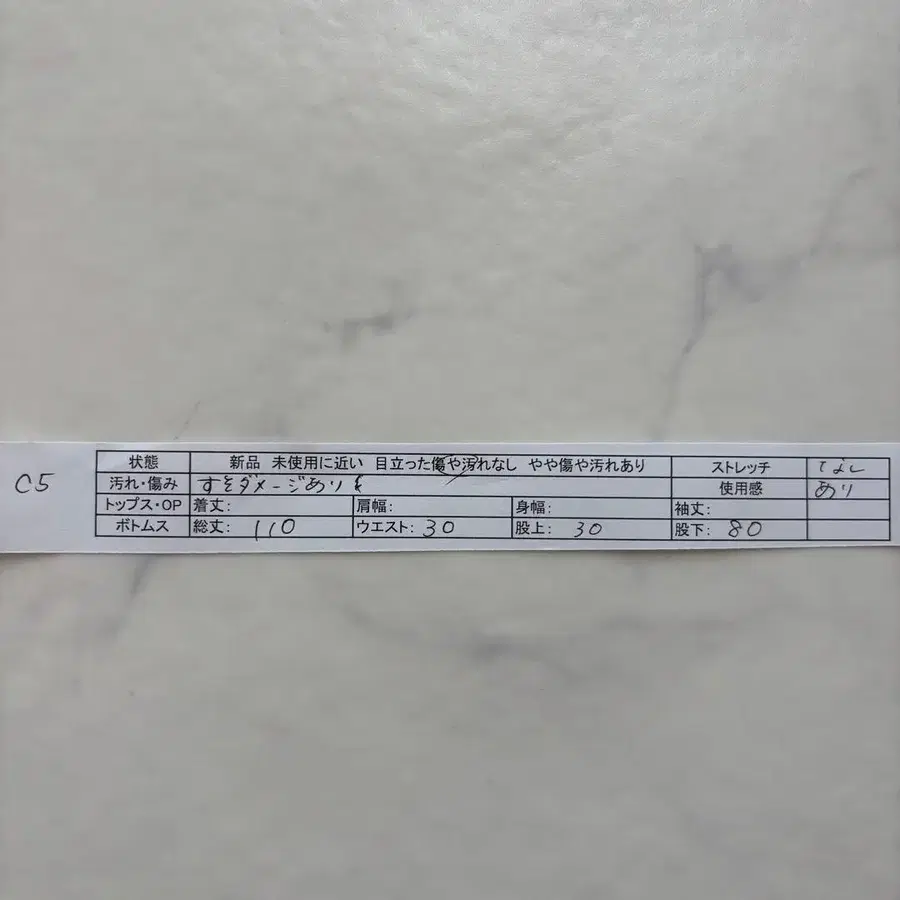 C5
状態 新品 未使用に近い 目立った傷や汚れなし やや傷や汚れあり ストレッチ なし
汚れ・傷み すそダメージあり 使用感 あり
トップス・OP 着丈: 肩幅: 身幅: 袖丈:
ボトムス 総丈: 110 ウエスト: 30 股上: 30 股下: 80